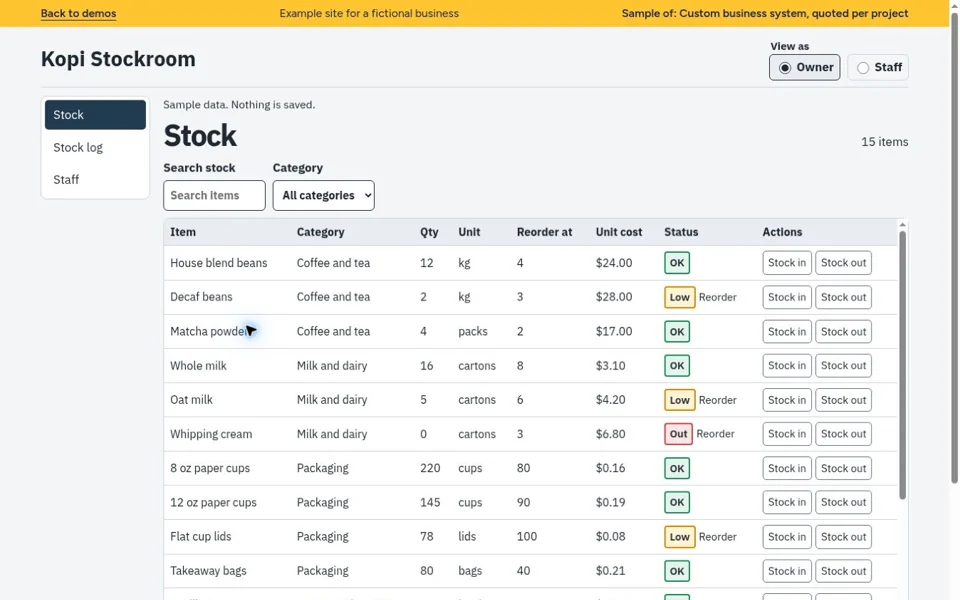 Back to demos Example site for a fictional business Sample of: Custom business system, quoted per project
Kopi Stockroom
View as
Owner Staff
Stock
Stock log
Staff
Sample data. Nothing is saved.
Stock
15 items
Search stock Category
Search items All categories
Item Category Qty Unit Reorder at Unit cost Status Actions
House blend beans Coffee and tea 12 kg 4 $24.00 OK Stock in Stock out
Decaf beans Coffee and tea 2 kg 3 $28.00 Low Reorder Stock in Stock out
Matcha powder Coffee and tea 4 packs 2 $17.00 OK Stock in Stock out
Whole milk Milk and dairy 16 cartons 8 $3.10 OK Stock in Stock out
Oat milk Milk and dairy 5 cartons 6 $4.20 Low Reorder Stock in Stock out
Whipping cream Milk and dairy 0 cartons 3 $6.80 Out Reorder Stock in Stock out
8 oz paper cups Packaging 220 cups 80 $0.16 OK Stock in Stock out
12 oz paper cups Packaging 145 cups 90 $0.19 OK Stock in Stock out
Flat cup lids Packaging 78 lids 100 $0.08 Low Reorder Stock in Stock out
Takeaway bags Packaging 80 bags 40 $0.21 OK Stock in Stock out